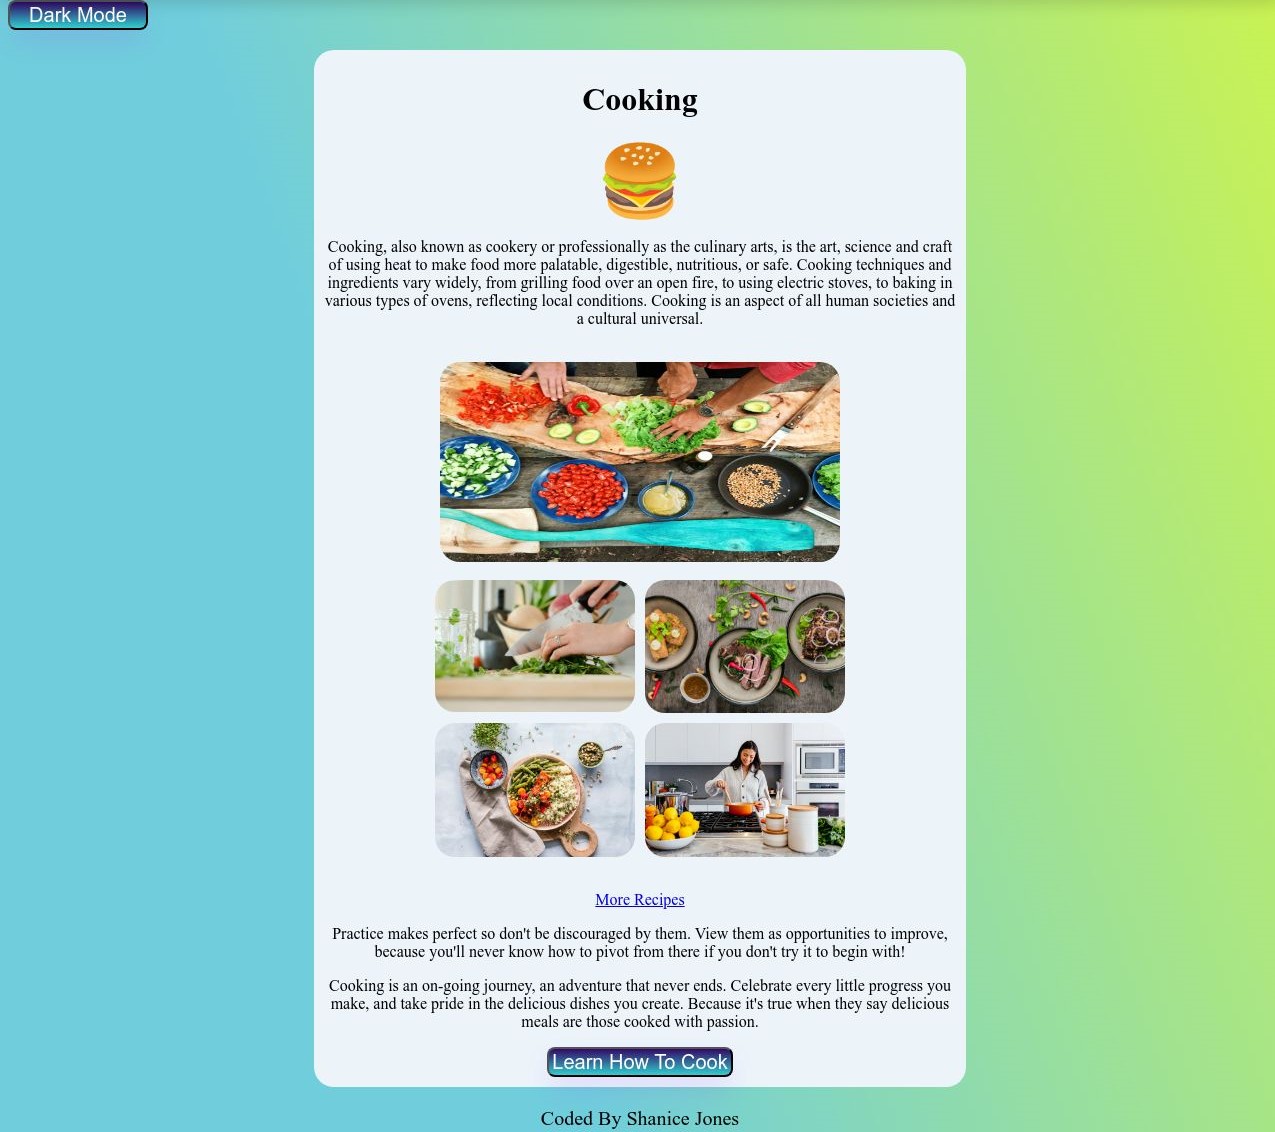 Dark Mode
Cooking
Cooking, also known as cookery or professionally as the culinary arts, is the art, science and craft
of using heat to make food more palatable, digestible, nutritious, or safe. Cooking techniques and
ingredients vary widely, from grilling food over an open fire, to using electric stoves, to baking in
various types of ovens, reflecting local conditions. Cooking is an aspect of all human societies and
a cultural universal.
More Recipes
Practice makes perfect so don't be discouraged by them. View them as opportunities to improve,
because you'll never know how to pivot from there if you don't try it to begin with!
Cooking is an on-going journey, an adventure that never ends. Celebrate every little progress you
make, and take pride in the delicious dishes you create. Because it's true when they say delicious
meals are those cooked with passion.
Learn How To Cook
Coded By Shanice Jones